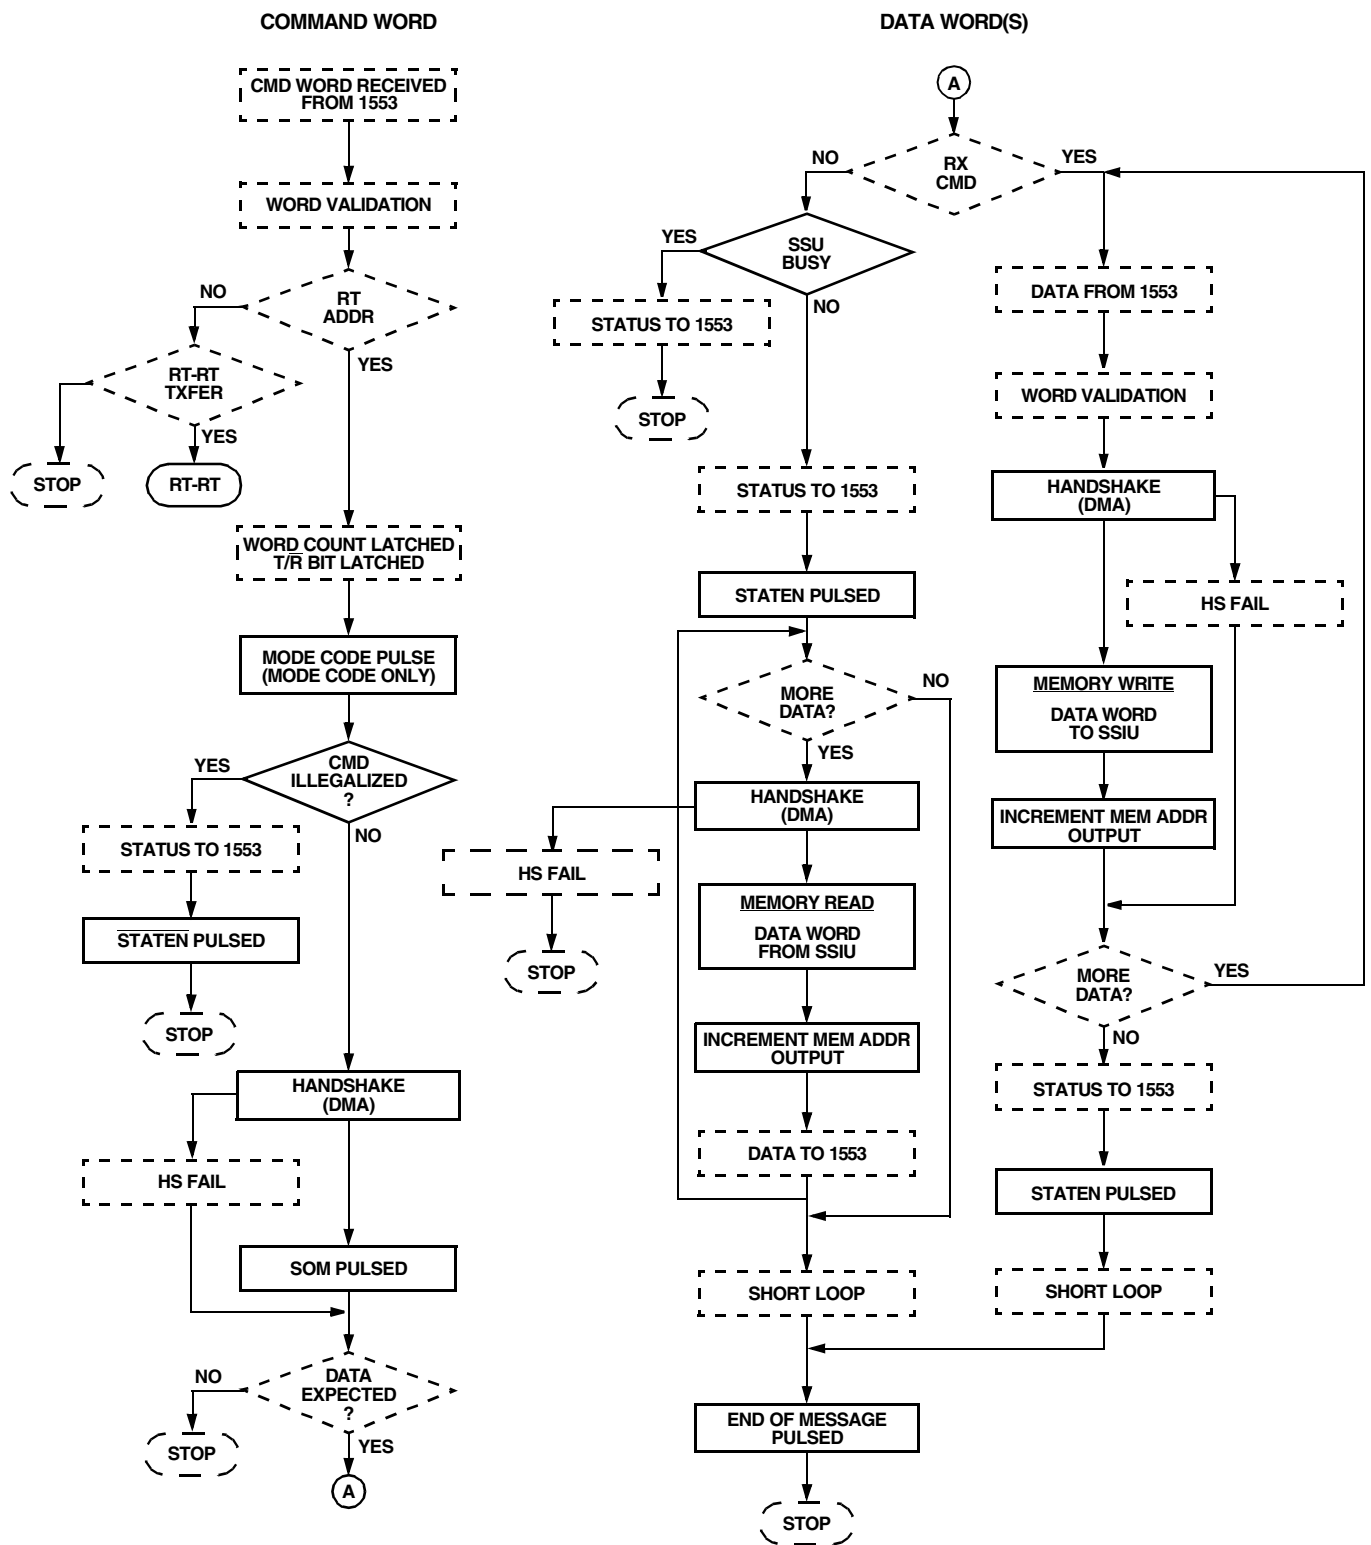 COMMAND WORD
CMD WORD RECEIVED
FROM 1553
WORD VALIDATION
RT
ADDR
NO
YES
RT-RT
TXFER
YES
STOP
RT-RT
WORD COUNT LATCHED
T/R̅ BIT LATCHED
MODE CODE PULSE
(MODE CODE ONLY)
CMD
ILLEGALIZED
?
YES
NO
STATUS TO 1553
S̅T̅A̅T̅E̅N̅ PULSED
STOP
HANDSHAKE
(DMA)
HS FAIL
SOM PULSED
DATA
EXPECTED
?
NO
YES
STOP
A
DATA WORD(S)
A
RX
CMD
NO
YES
SSU
BUSY
YES
NO
STATUS TO 1553
STOP
STATUS TO 1553
STATEN PULSED
MORE
DATA?
NO
YES
HANDSHAKE
(DMA)
HS FAIL
STOP
MEMORY READ
DATA WORD
FROM SSIU
INCREMENT MEM ADDR
OUTPUT
DATA TO 1553
SHORT LOOP
END OF MESSAGE
PULSED
STOP
DATA FROM 1553
WORD VALIDATION
HANDSHAKE
(DMA)
HS FAIL
MEMORY WRITE
DATA WORD
TO SSIU
INCREMENT MEM ADDR
OUTPUT
MORE
DATA?
YES
NO
STATUS TO 1553
STATEN PULSED
SHORT LOOP